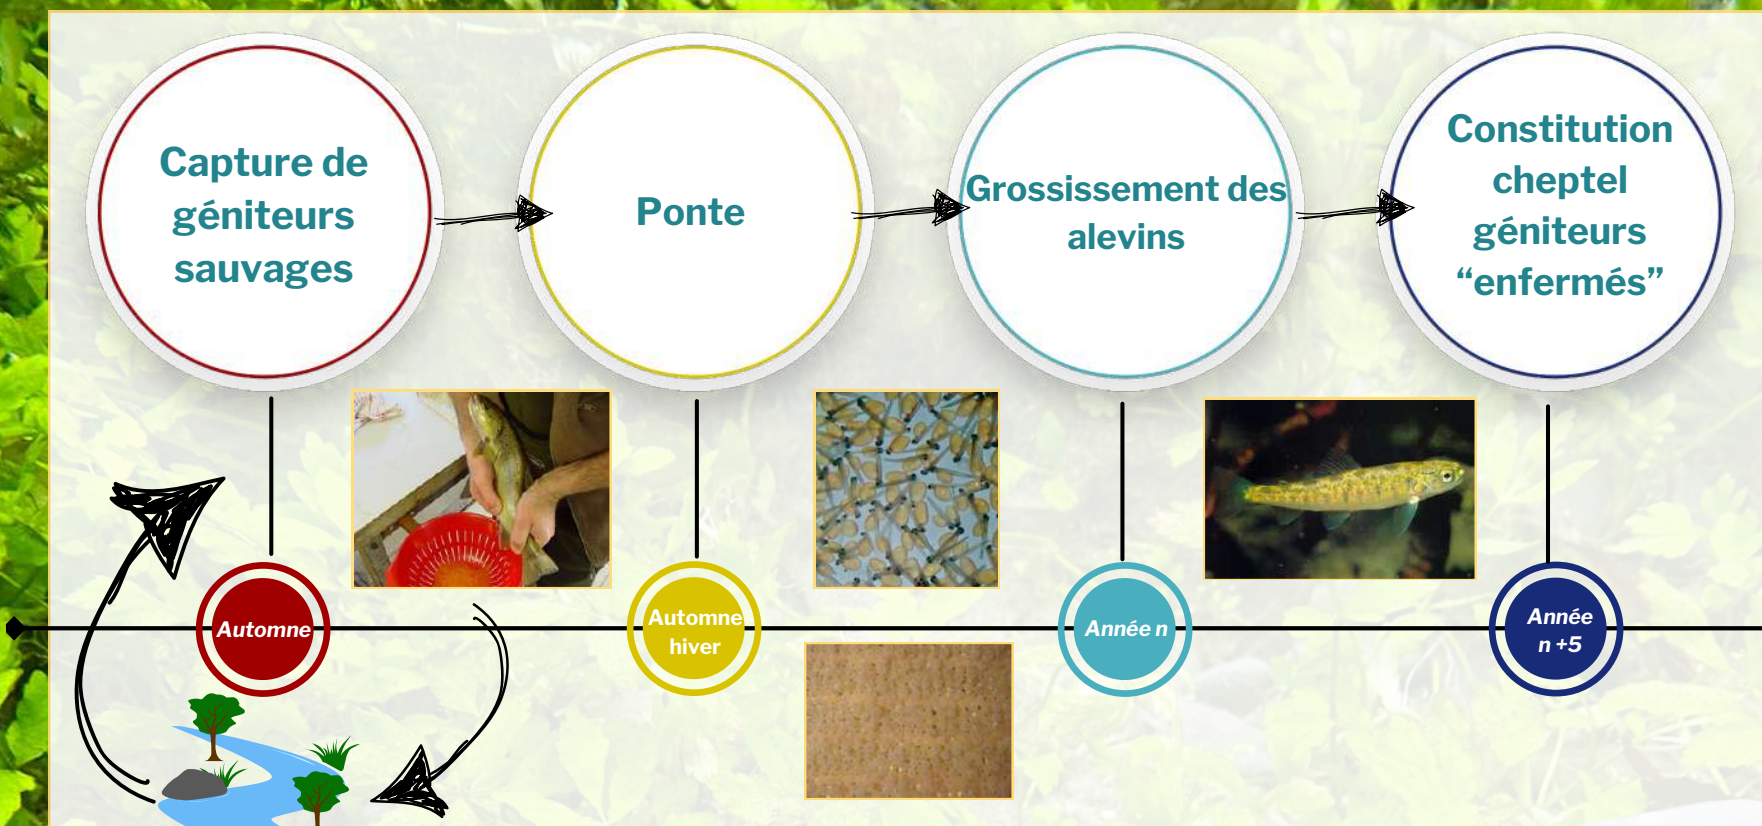 Capture de
géniteurs
sauvages
Ponte
Grossissement des
alevins
Constitution
cheptel
géniteurs
“enfermés”
Automne
Automne
hiver
Année n
Année
n +5